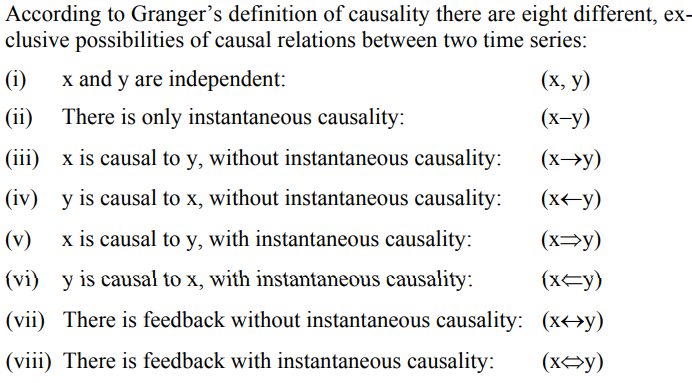 According to Granger’s definition of causality there are eight different, ex-
clusive possibilities of causal relations between two time series:
(i) x and y are independent: (x, y)
(ii) There is only instantaneous causality: (x–y)
(iii) x is causal to y, without instantaneous causality: (x→y)
(iv) y is causal to x, without instantaneous causality: (x←y)
(v) x is causal to y, with instantaneous causality: (x⇒y)
(vi) y is causal to x, with instantaneous causality: (x⇐y)
(vii) There is feedback without instantaneous causality: (x↔y)
(viii) There is feedback with instantaneous causality: (x⇔y)